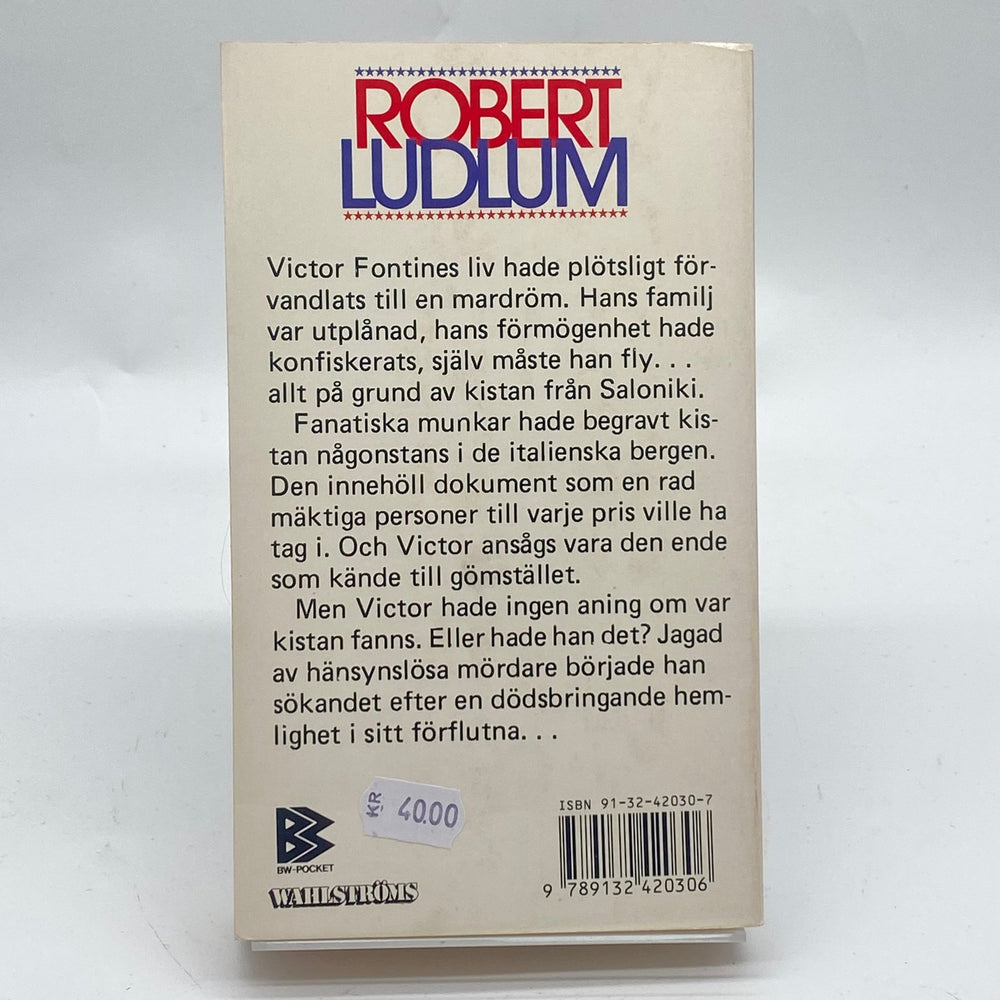 ROBERT
LUDLUM
Victor Fontines liv hade plötsligt för-
vandlats till en mardröm. Hans familj
var utplånad, hans förmögenhet hade
konfiskerats, själv måste han fly. . .
allt på grund av kistan från Saloniki.
Fanatiska munkar hade begravt kis-
tan någonstans i de italienska bergen.
Den innehöll dokument som en rad
mäktiga personer till varje pris ville ha
tag i. Och Victor ansågs vara den ende
som kände till gömstället.
Men Victor hade ingen aning om var
kistan fanns. Eller hade han det? Jagad
av hänsynslösa mördare började han
sökandet efter en dödsbringande hem-
lighet i sitt förflutna. . .
KR 40.00
BW-POCKET
WAHLSTRÖMS
ISBN 91-32-42030-7
9 789132 420306